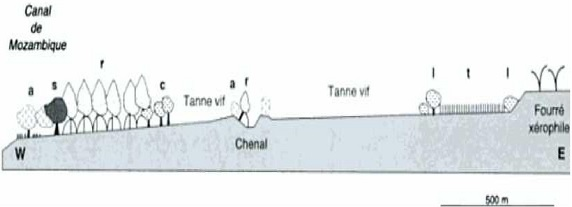 Canal
de
Mozambique
a s r c Tanne vif a r Tanne vif l t l
Chenal
Fourré
xérophile
W E
500 m